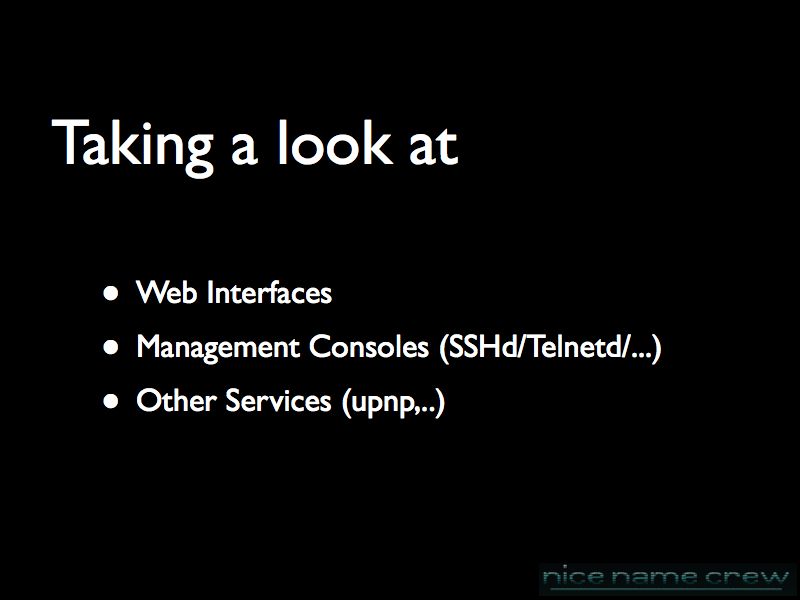 Taking a look at
• Web Interfaces
• Management Consoles (SSHd/Telnetd/...)
• Other Services (upnp,..)
nice name crew